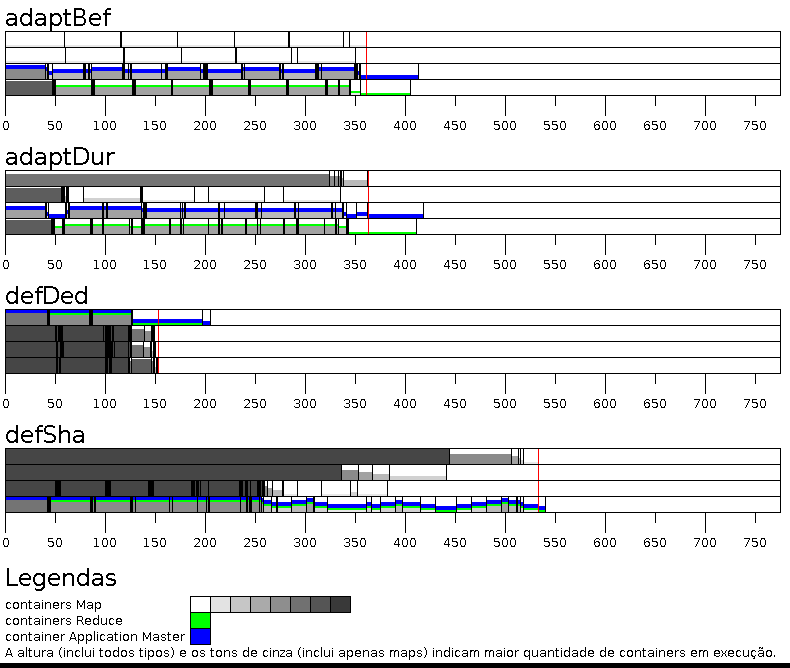 adaptBef
0 50 100 150 200 250 300 350 400 450 500 550 600 650 700 750
adaptDur
0 50 100 150 200 250 300 350 400 450 500 550 600 650 700 750
defDed
0 50 100 150 200 250 300 350 400 450 500 550 600 650 700 750
defSha
0 50 100 150 200 250 300 350 400 450 500 550 600 650 700 750
Legendas
containers Map
containers Reduce
container Application Master
A altura (inclui todos tipos) e os tons de cinza (inclui apenas maps) indicam maior quantidade de containers em execução.